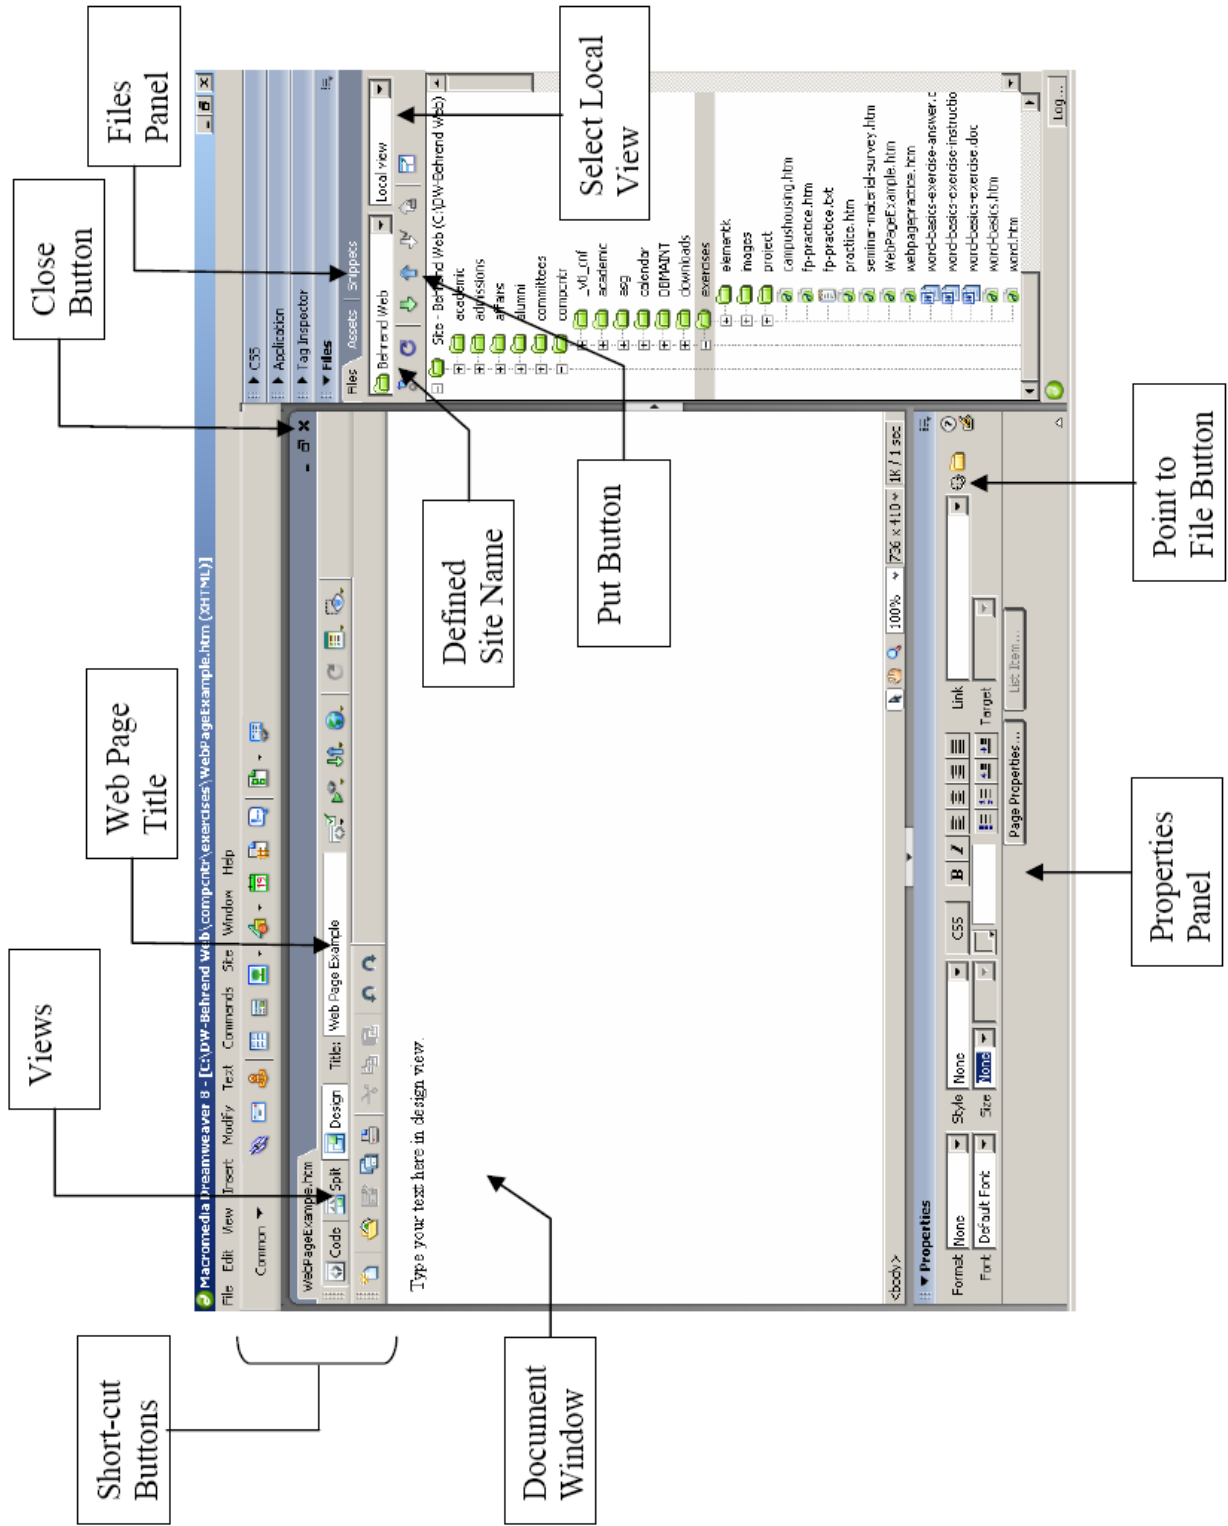 Short-cut
Buttons
Views
Web Page
Title
Close
Button
Files
Panel
Macromedia Dreamweaver 8 - [C:\DW-Behrend Web\compcntr\exercises\WebPageExample.htm (XHTML)]
File Edit View Insert Modify Text Commands Site Window Help
Common
WebPageExample.htm
Code Split Design Title: Web Page Example
Type your text here in design view.
<body>
100% 736 x 410 1K / 1 sec
CSS
Application
Tag Inspector
Files
Files Assets Snippets
Behrend Web Local view
Site - Behrend Web (C:\DW-Behrend Web)
academic
admissions
affairs
alumni
committees
compcntr
_vti_cnf
academic
asg
calendar
DBMAINT
downloads
exercises
elementk
images
project
campushousing.htm
fp-practice.htm
fp-practice.txt
practice.htm
seminar-material-survey.htm
WebPageExample.htm
webpagepractice.htm
word-basics-exercise-answer.c
word-basics-exercise-instructio
word-basics-exercise.doc
word-basics.htm
word.htm
Log...
Properties
Format None Style None CSS B I Link
Font Default Font Size None Target
Page Properties... List Item...
Document
Window
Defined
Site Name
Put Button
Select Local
View
Properties
Panel
Point to
File Button